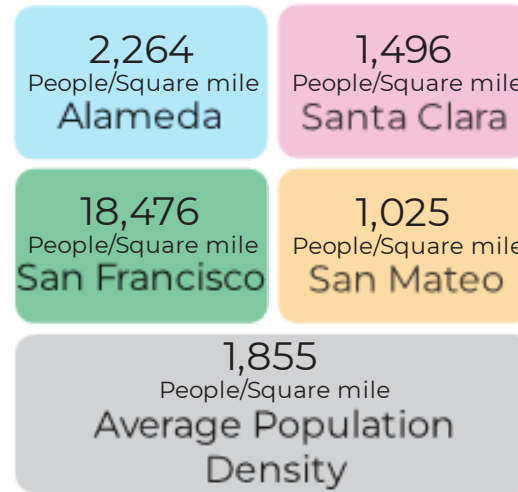 2,264
People/Square mile
Alameda
1,496
People/Square mile
Santa Clara
18,476
People/Square mile
San Francisco
1,025
People/Square mile
San Mateo
1,855
People/Square mile
Average Population
Density